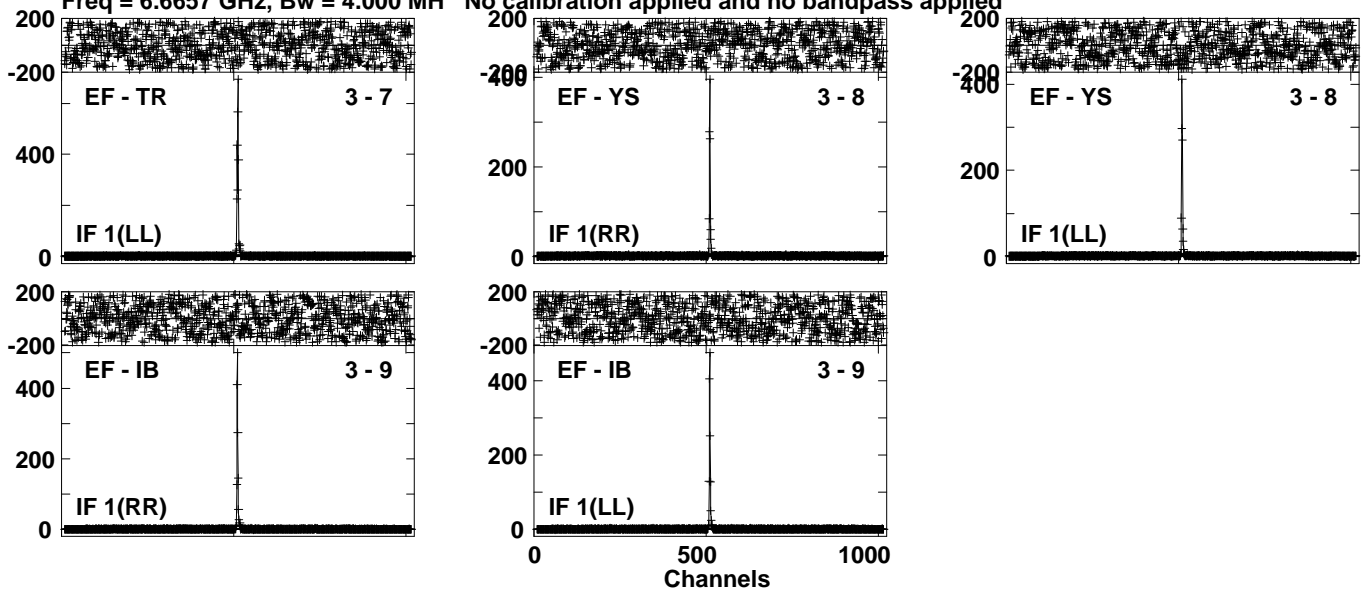 Freq = 6.6657 GHz, Bw = 4.000 MH No calibration applied and no bandpass applied
200 200 200
-200 -200 -200
400 400
EF - TR 3 - 7 EF - YS 3 - 8 EF - YS 3 - 8
400 200 200
IF 1(LL) IF 1(RR) IF 1(LL)
0 0 0
200 200
-200 -200
EF - IB 3 - 9 EF - IB 3 - 9
400 400
200 200
IF 1(RR) IF 1(LL)
0 0
0 500 1000
Channels